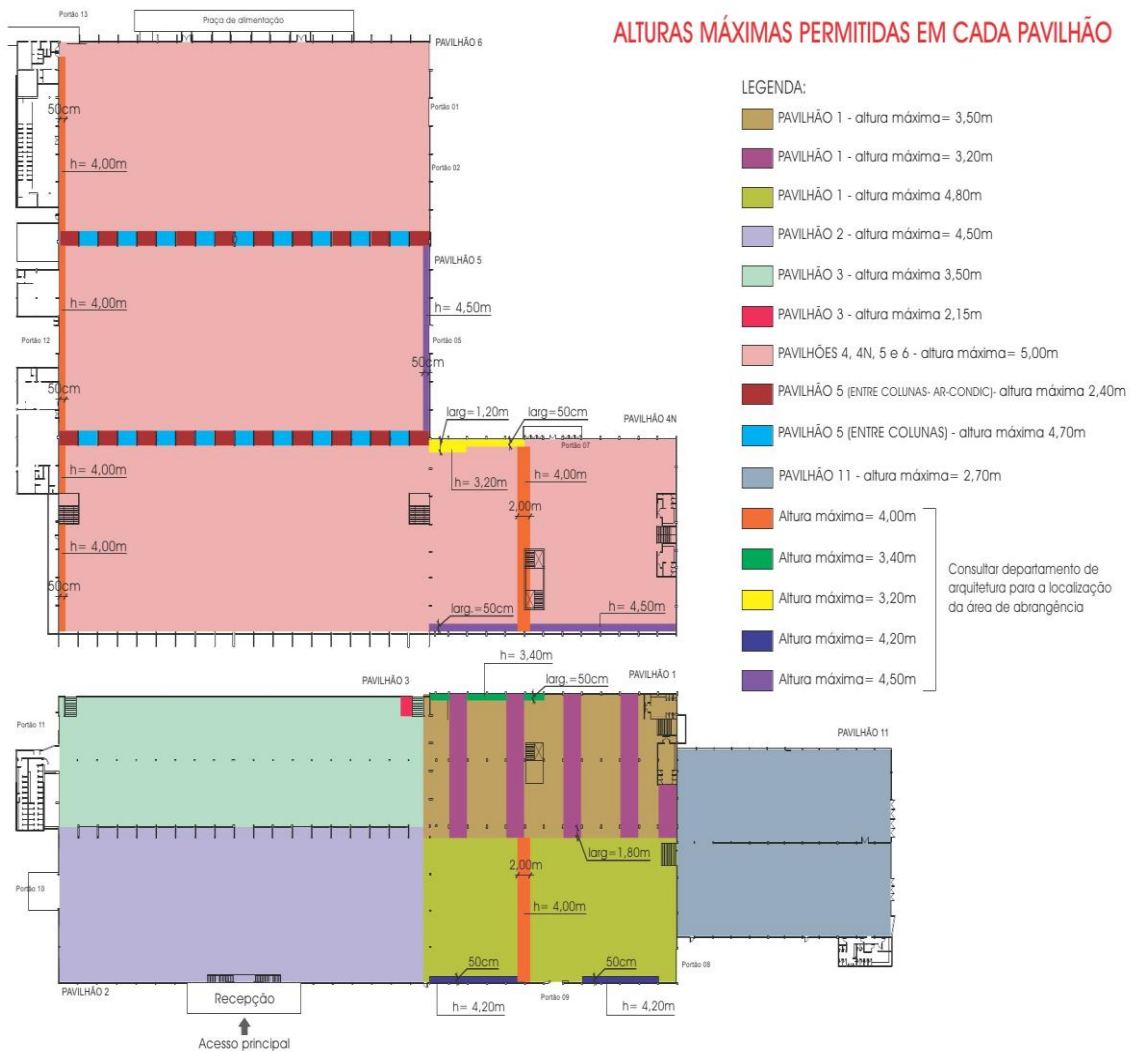 Portão 13
Praça de alimentação
ALTURAS MÁXIMAS PERMITIDAS EM CADA PAVILHÃO
PAVILHÃO 6
50cm
Portão 01
h= 4,00m
Portão 02
PAVILHÃO 5
h= 4,00m
h= 4,50m
Portão 12
Portão 05
50cm
50cm
larg=1,20m
larg=50cm
PAVILHÃO 4N
Portão 07
h= 4,00m
h= 3,20m
h= 4,00m
2,00m
h= 4,00m
50cm
larg.=50cm
h= 4,50m
LEGENDA:
PAVILHÃO 1 - altura máxima= 3,50m
PAVILHÃO 1 - altura máxima= 3,20m
PAVILHÃO 1 - altura máxima 4,80m
PAVILHÃO 2 - altura máxima= 4,50m
PAVILHÃO 3 - altura máxima 3,50m
PAVILHÃO 3 - altura máxima 2,15m
PAVILHÕES 4, 4N, 5 e 6 - altura máxima= 5,00m
PAVILHÃO 5 (ENTRE COLUNAS- AR-CONDIC)- altura máxima 2,40m
PAVILHÃO 5 (ENTRE COLUNAS) - altura máxima 4,70m
PAVILHÃO 11 - altura máxima= 2,70m
Altura máxima= 4,00m
Altura máxima= 3,40m
Altura máxima= 3,20m
Altura máxima= 4,20m
Altura máxima= 4,50m
Consultar departamento de
arquitetura para a localização
da área de abrangência
h= 3,40m
PAVILHÃO 3
larg=50cm
PAVILHÃO 1
Portão 11
PAVILHÃO 11
larg=1,80m
2,00m
Portão 10
h= 4,00m
50cm
50cm
Portão 08
PAVILHÃO 2
Recepção
Portão 09
h= 4,20m
h= 4,20m
Acesso principal